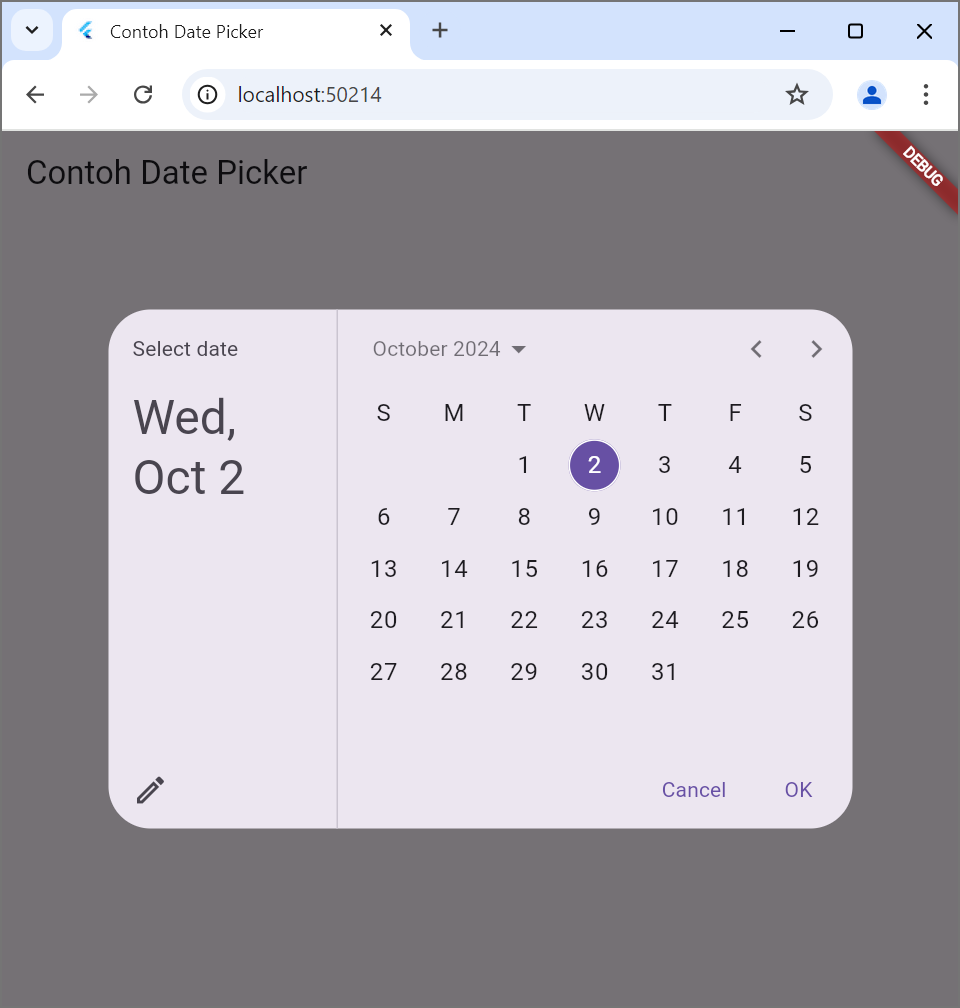 Contoh Date Picker
localhost:50214
Contoh Date Picker
DEBUG
Select date
Wed,
Oct 2
October 2024
S M T W T F S
1 2 3 4 5
6 7 8 9 10 11 12
13 14 15 16 17 18 19
20 21 22 23 24 25 26
27 28 29 30 31
Cancel OK